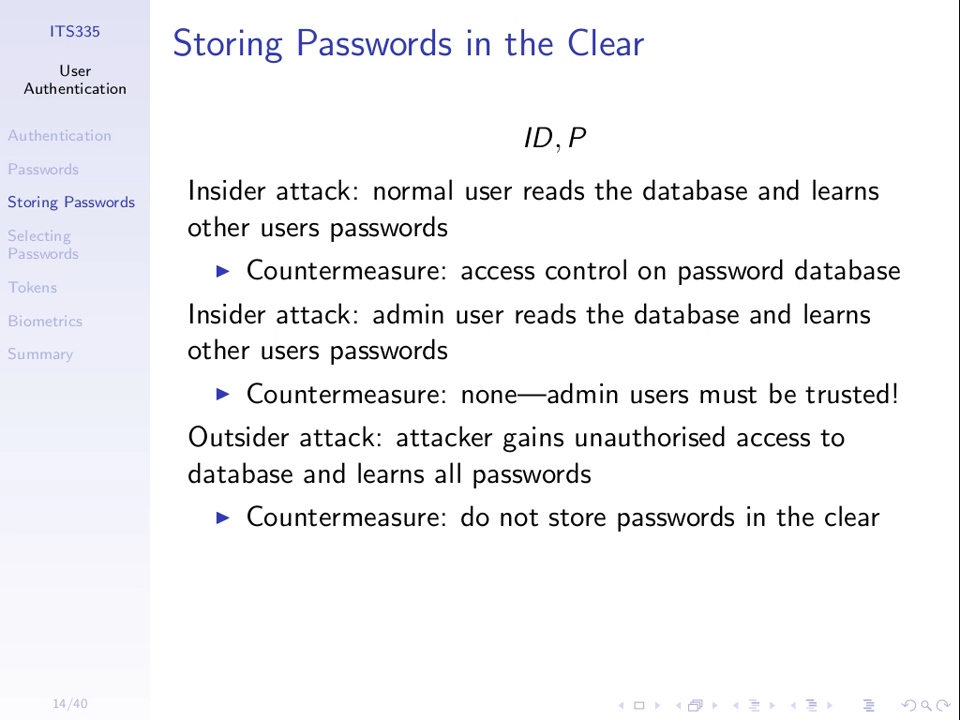 ITS335
User
Authentication
Authentication
Passwords
Storing Passwords
Selecting
Passwords
Tokens
Biometrics
Summary
14/40
Storing Passwords in the Clear
ID, P
Insider attack: normal user reads the database and learns
other users passwords
▶ Countermeasure: access control on password database
Insider attack: admin user reads the database and learns
other users passwords
▶ Countermeasure: none—admin users must be trusted!
Outsider attack: attacker gains unauthorised access to
database and learns all passwords
▶ Countermeasure: do not store passwords in the clear